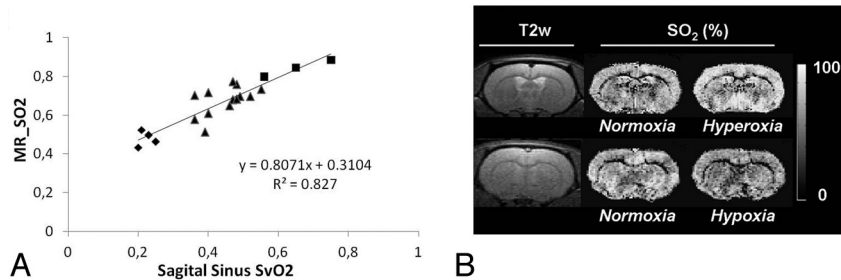 MR_SO2
1
0,8
0,6
0,4
0,2
0
0
0,2
0,4
0,6
0,8
1
y = 0.8071x + 0.3104
R² = 0.827
Sagital Sinus SvO2
A
T2w
SO₂ (%)
100
Normoxia
Hyperoxia
Normoxia
Hypoxia
0
B